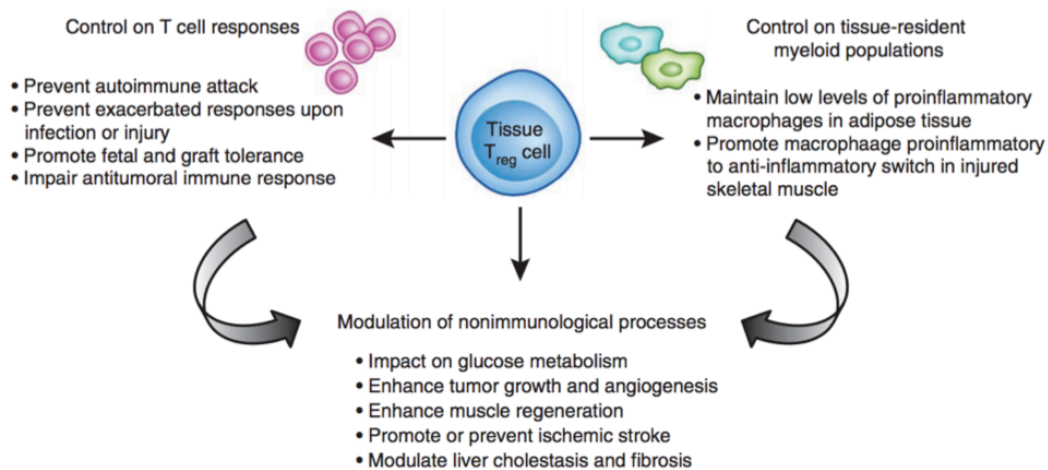 Control on T cell responses
• Prevent autoimmune attack
• Prevent exacerbated responses upon
infection or injury
• Promote fetal and graft tolerance
• Impair antitumoral immune response
Tissue
Treg cell
Control on tissue-resident
myeloid populations
• Maintain low levels of proinflammatory
macrophages in adipose tissue
• Promote macrophaage proinflammatory
to anti-inflammatory switch in injured
skeletal muscle
Modulation of nonimmunological processes
• Impact on glucose metabolism
• Enhance tumor growth and angiogenesis
• Enhance muscle regeneration
• Promote or prevent ischemic stroke
• Modulate liver cholestasis and fibrosis